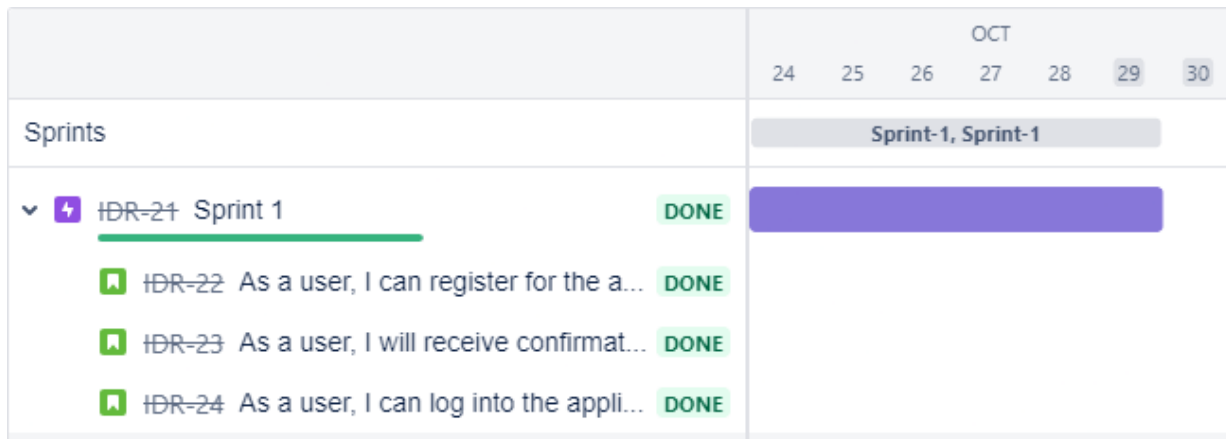 OCT
24 25 26 27 28 29 30
Sprints
Sprint-1, Sprint-1
IDR-21 Sprint 1 DONE
IDR-22 As a user, I can register for the a... DONE
IDR-23 As a user, I will receive confirmat... DONE
IDR-24 As a user, I can log into the appli... DONE